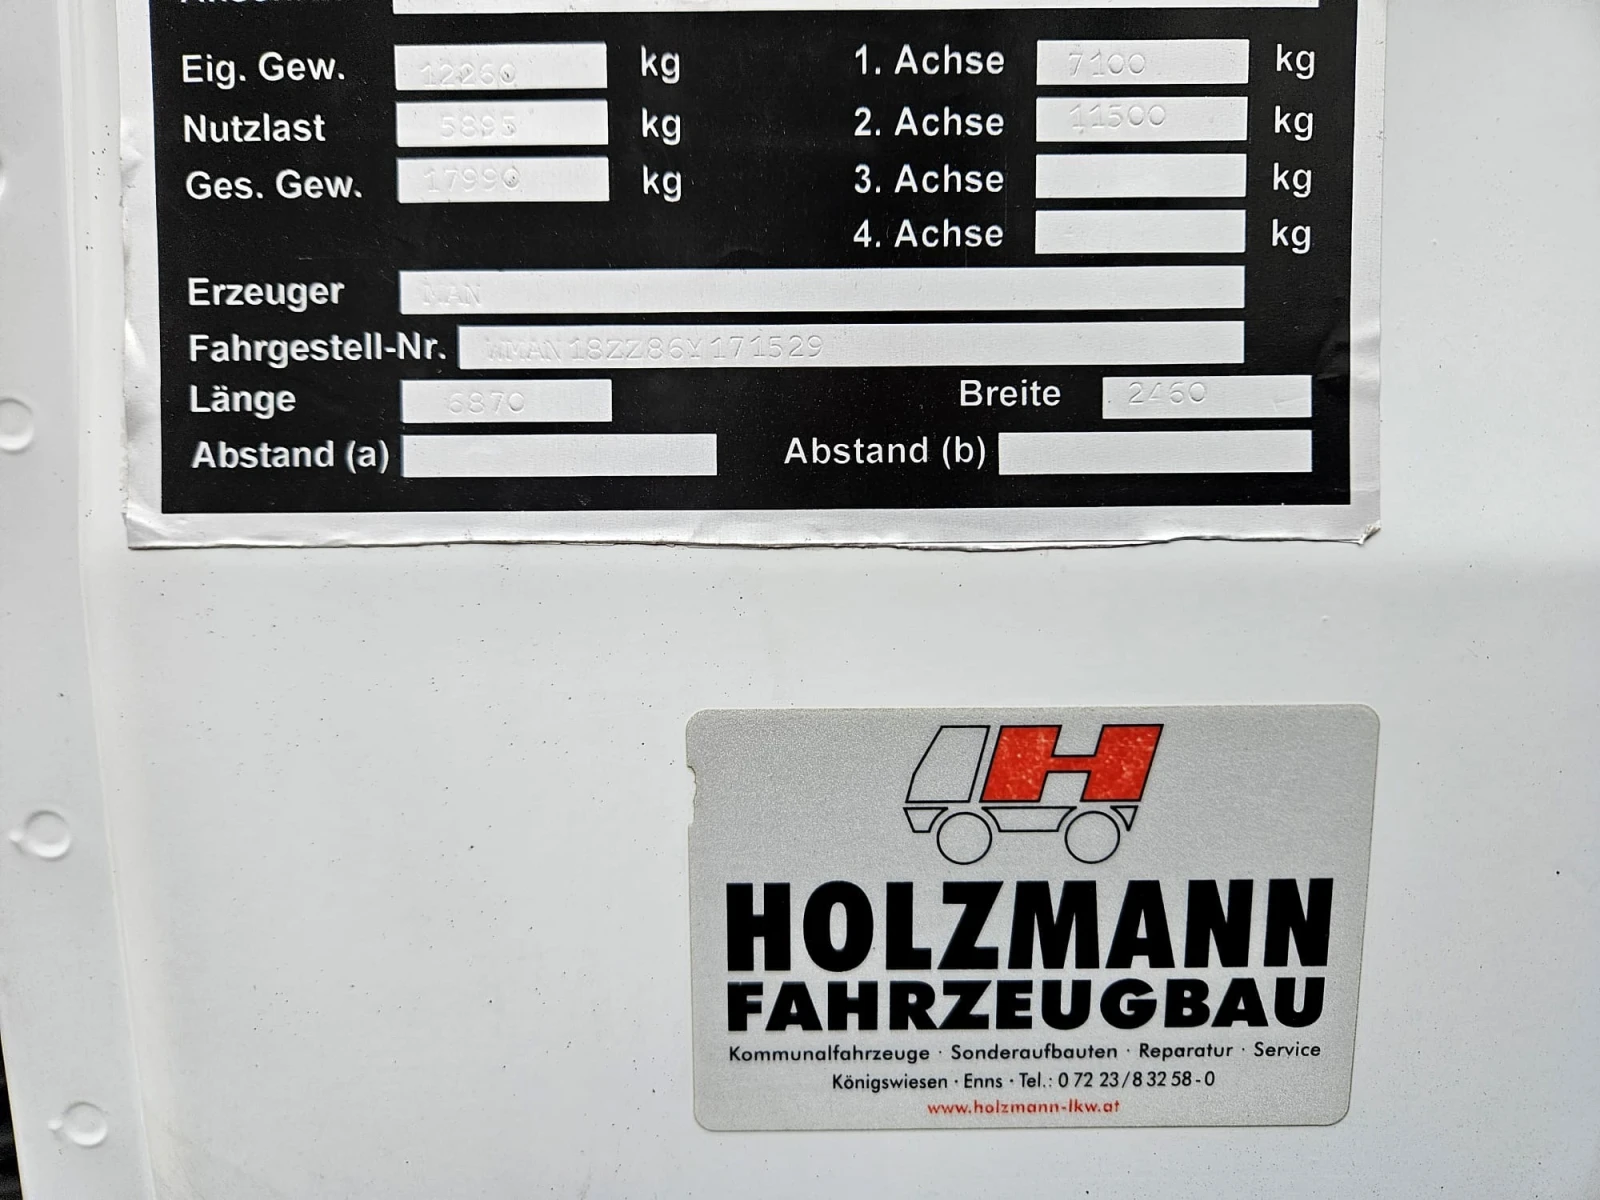 Eig. Gew. 12260 kg 1. Achse 7100 kg
Nutzlast 5895 kg 2. Achse 11500 kg
Ges. Gew. 17990 kg 3. Achse kg
4. Achse kg
Erzeuger MAN
Fahrgestell-Nr. WMAN18ZZ86Y171529
Länge 6870 Breite 2460
Abstand (a) Abstand (b)
H
HOLZMANN
FAHRZEUGBAU
Kommunalfahrzeuge · Sonderaufbauten · Reparatur · Service
Königswiesen · Enns · Tel.: 0 72 23 / 8 32 58 - 0
www.holzmann-lkw.at